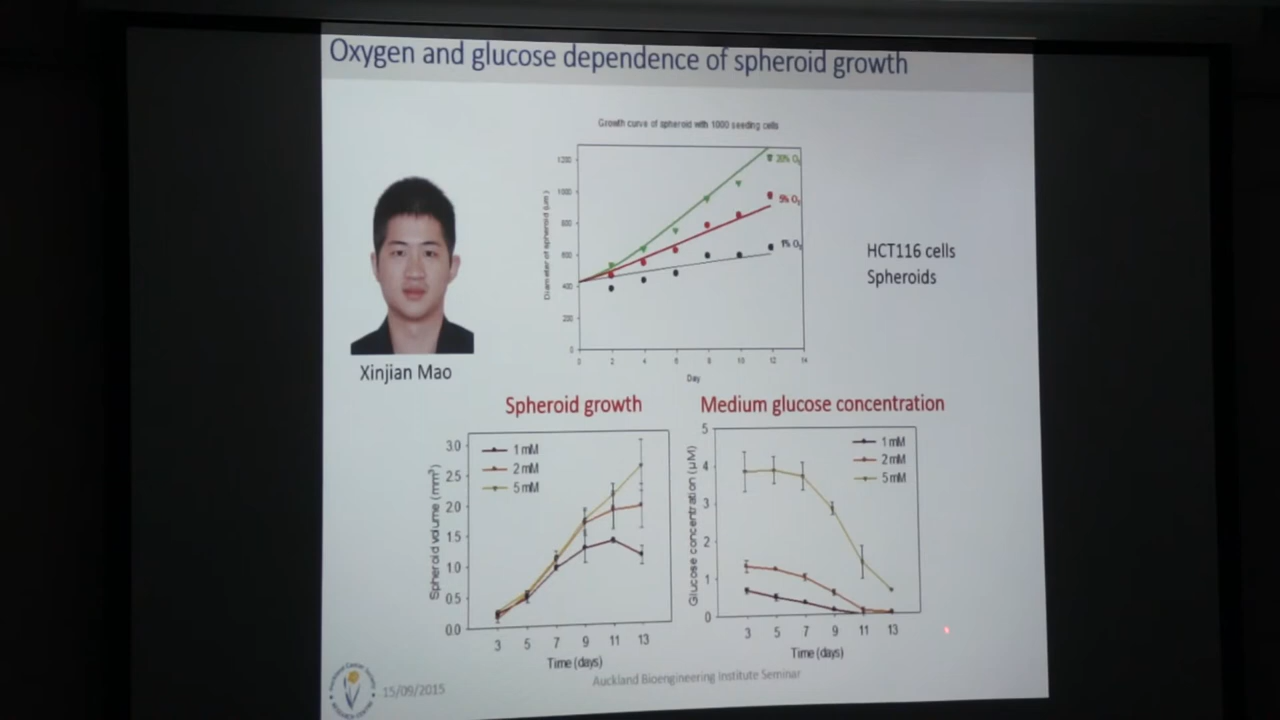 Oxygen and glucose dependence of spheroid growth
Growth curve of spheroid with 1000 seeding cells
Diameter of spheroid (um)
1200
1000
800
600
400
200
0
20% O2
5% O2
1% O2
0 2 4 6 8 10 12 14
Day
HCT116 cells
Spheroids
Xinjian Mao
Spheroid growth
Spheroid volume (mm3)
3.0
2.5
2.0
1.5
1.0
0.5
0.0
1 mM
2 mM
5 mM
3 5 7 9 11 13
Time (days)
Medium glucose concentration
Glucose concentration (µM)
5
4
3
2
1
0
1 mM
2 mM
5 mM
3 5 7 9 11 13
Time (days)
15/09/2015
Auckland Bioengineering Institute Seminar